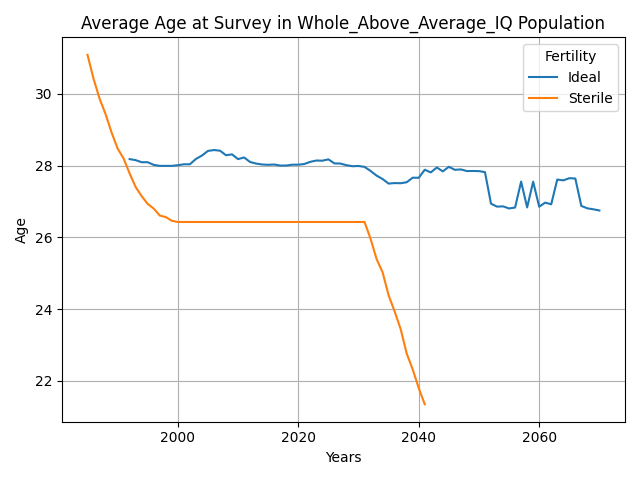 Average Age at Survey in Whole_Above_Average_IQ Population
Fertility
Ideal
Sterile
Age
30
28
26
24
22
2000
2020
2040
2060
Years